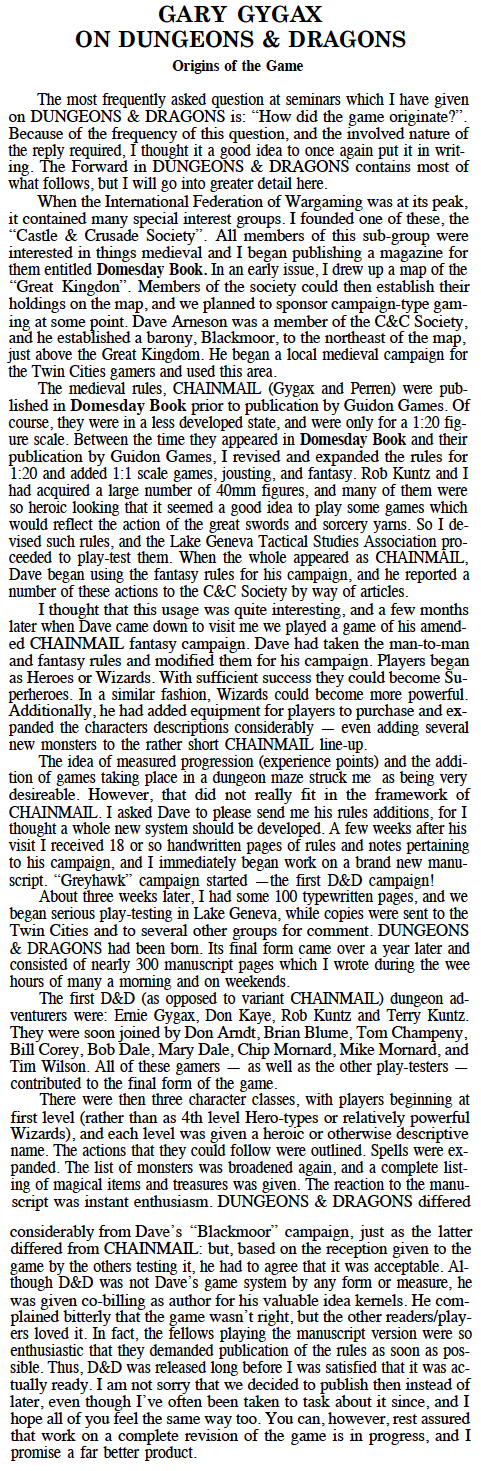 GARY GYGAX
ON DUNGEONS & DRAGONS
Origins of the Game
The most frequently asked question at seminars which I have given
on DUNGEONS & DRAGONS is: “How did the game originate?”.
Because of the frequency of this question, and the involved nature of
the reply required, I thought it a good idea to once again put it in writ-
ing. The Forward in DUNGEONS & DRAGONS contains most of
what follows, but I will go into greater detail here.
When the International Federation of Wargaming was at its peak,
it contained many special interest groups. I founded one of these, the
“Castle & Crusade Society”. All members of this sub-group were
interested in things medieval and I began publishing a magazine for
them entitled Domesday Book. In an early issue, I drew up a map of the
“Great Kingdon”. Members of the society could then establish their
holdings on the map, and we planned to sponsor campaign-type gam-
ing at some point. Dave Arneson was a member of the C&C Society,
and he established a barony, Blackmoor, to the northeast of the map,
just above the Great Kingdom. He began a local medieval campaign for
the Twin Cities gamers and used this area.
The medieval rules, CHAINMAIL (Gygax and Perren) were pub-
lished in Domesday Book prior to publication by Guidon Games. Of
course, they were in a less developed state, and were only for a 1:20 fig-
ure scale. Between the time they appeared in Domesday Book and their
publication by Guidon Games, I revised and expanded the rules for
1:20 and added 1:1 scale games, jousting, and fantasy. Rob Kuntz and I
had acquired a large number of 40mm figures, and many of them were
so heroic looking that it seemed a good idea to play some games which
would reflect the action of the great swords and sorcery yarns. So I de-
vised such rules, and the Lake Geneva Tactical Studies Association pro-
ceeded to play-test them. When the whole appeared as CHAINMAIL,
Dave began using the fantasy rules for his campaign, and he reported a
number of these actions to the C&C Society by way of articles.
I thought that this usage was quite interesting, and a few months
later when Dave came down to visit me we played a game of his amend-
ed CHAINMAIL fantasy campaign. Dave had taken the man-to-man
and fantasy rules and modified them for his campaign. Players began
as Heroes or Wizards. With sufficient success they could become Su-
perheroes. In a similar fashion, Wizards could become more powerful.
Additionally, he had added equipment for players to purchase and ex-
panded the characters descriptions considerably — even adding several
new monsters to the rather short CHAINMAIL line-up.
The idea of measured progression (experience points) and the addi-
tion of games taking place in a dungeon maze struck me as being very
desireable. However, that did not really fit in the framework of
CHAINMAIL. I asked Dave to please send me his rules additions, for I
thought a whole new system should be developed. A few weeks after his
visit I received 18 or so handwritten pages of rules and notes pertaining
to his campaign, and I immediately began work on a brand new manu-
script. “Greyhawk” campaign started —the first D&D campaign!
About three weeks later, I had some 100 typewritten pages, and we
began serious play-testing in Lake Geneva, while copies were sent to the
Twin Cities and to several other groups for comment. DUNGEONS
& DRAGONS had been born. Its final form came over a year later and
consisted of nearly 300 manuscript pages which I wrote during the wee
hours of many a morning and on weekends.
The first D&D (as opposed to variant CHAINMAIL) dungeon ad-
venturers were: Ernie Gygax, Don Kaye, Rob Kuntz and Terry Kuntz.
They were soon joined by Don Arndt, Brian Blume, Tom Champeny,
Bill Corey, Bob Dale, Mary Dale, Chip Mornard, Mike Mornard, and
Tim Wilson. All of these gamers — as well as the other play-testers —
contributed to the final form of the game.
There were then three character classes, with players beginning at
first level (rather than as 4th level Hero-types or relatively powerful
Wizards), and each level was given a heroic or otherwise descriptive
name. The actions that they could follow were outlined. Spells were ex-
panded. The list of monsters was broadened again, and a complete list-
ing of magical items and treasures was given. The reaction to the manu-
script was instant enthusiasm. DUNGEONS & DRAGONS differed
considerably from Dave’s “Blackmoor” campaign, just as the latter
differed from CHAINMAIL: but, based on the reception given to the
game by the others testing it, he had to agree that it was acceptable. Al-
though D&D was not Dave’s game system by any form or measure, he
was given co-billing as author for his valuable idea kernels. He com-
plained bitterly that the game wasn’t right, but the other readers/play-
ers loved it. In fact, the fellows playing the manuscript version were so
enthusiastic that they demanded publication of the rules as soon as pos-
sible. Thus, D&D was released long before I was satisfied that it was ac-
tually ready. I am not sorry that we decided to publish then instead of
later, even though I’ve often been taken to task about it since, and I
hope all of you feel the same way too. You can, however, rest assured
that work on a complete revision of the game is in progress, and I
promise a far better product.